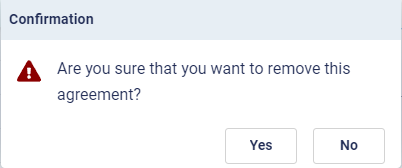 Confirmation
Are you sure that you want to remove this
agreement?
Yes
No